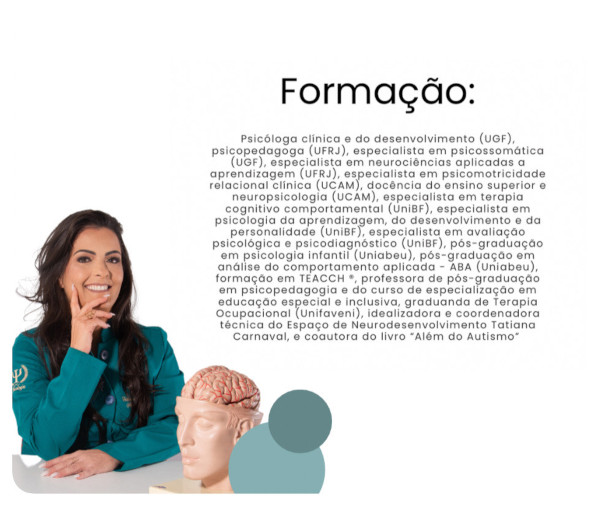 Formação:
Psicóloga clínica e do desenvolvimento (UGF),
psicopedagoga (UFRJ), especialista em psicossomática
(UGF), especialista em neurociências aplicadas a
aprendizagem (UFRJ), especialista em psicomotricidade
relacional clínica (UCAM), docência do ensino superior e
neuropsicologia (UCAM), especialista em terapia
cognitivo comportamental (UniBF), especialista em
psicologia da aprendizagem, do desenvolvimento e da
personalidade (UniBF), especialista em avaliação
psicológica e psicodiagnóstico (UniBF), pós-graduação
em psicologia infantil (Uniabeu), pós-graduação em
análise do comportamento aplicada - ABA (Uniabeu),
formação em TEACCH ®, professora de pós-graduação
em psicopedagogia e do curso de especialização em
educação especial e inclusiva, graduanda de Terapia
Ocupacional (Unifaveni), idealizadora e coordenadora
técnica do Espaço de Neurodesenvolvimento Tatiana
Carnaval, e coautora do livro “Além do Autismo”
Ψ